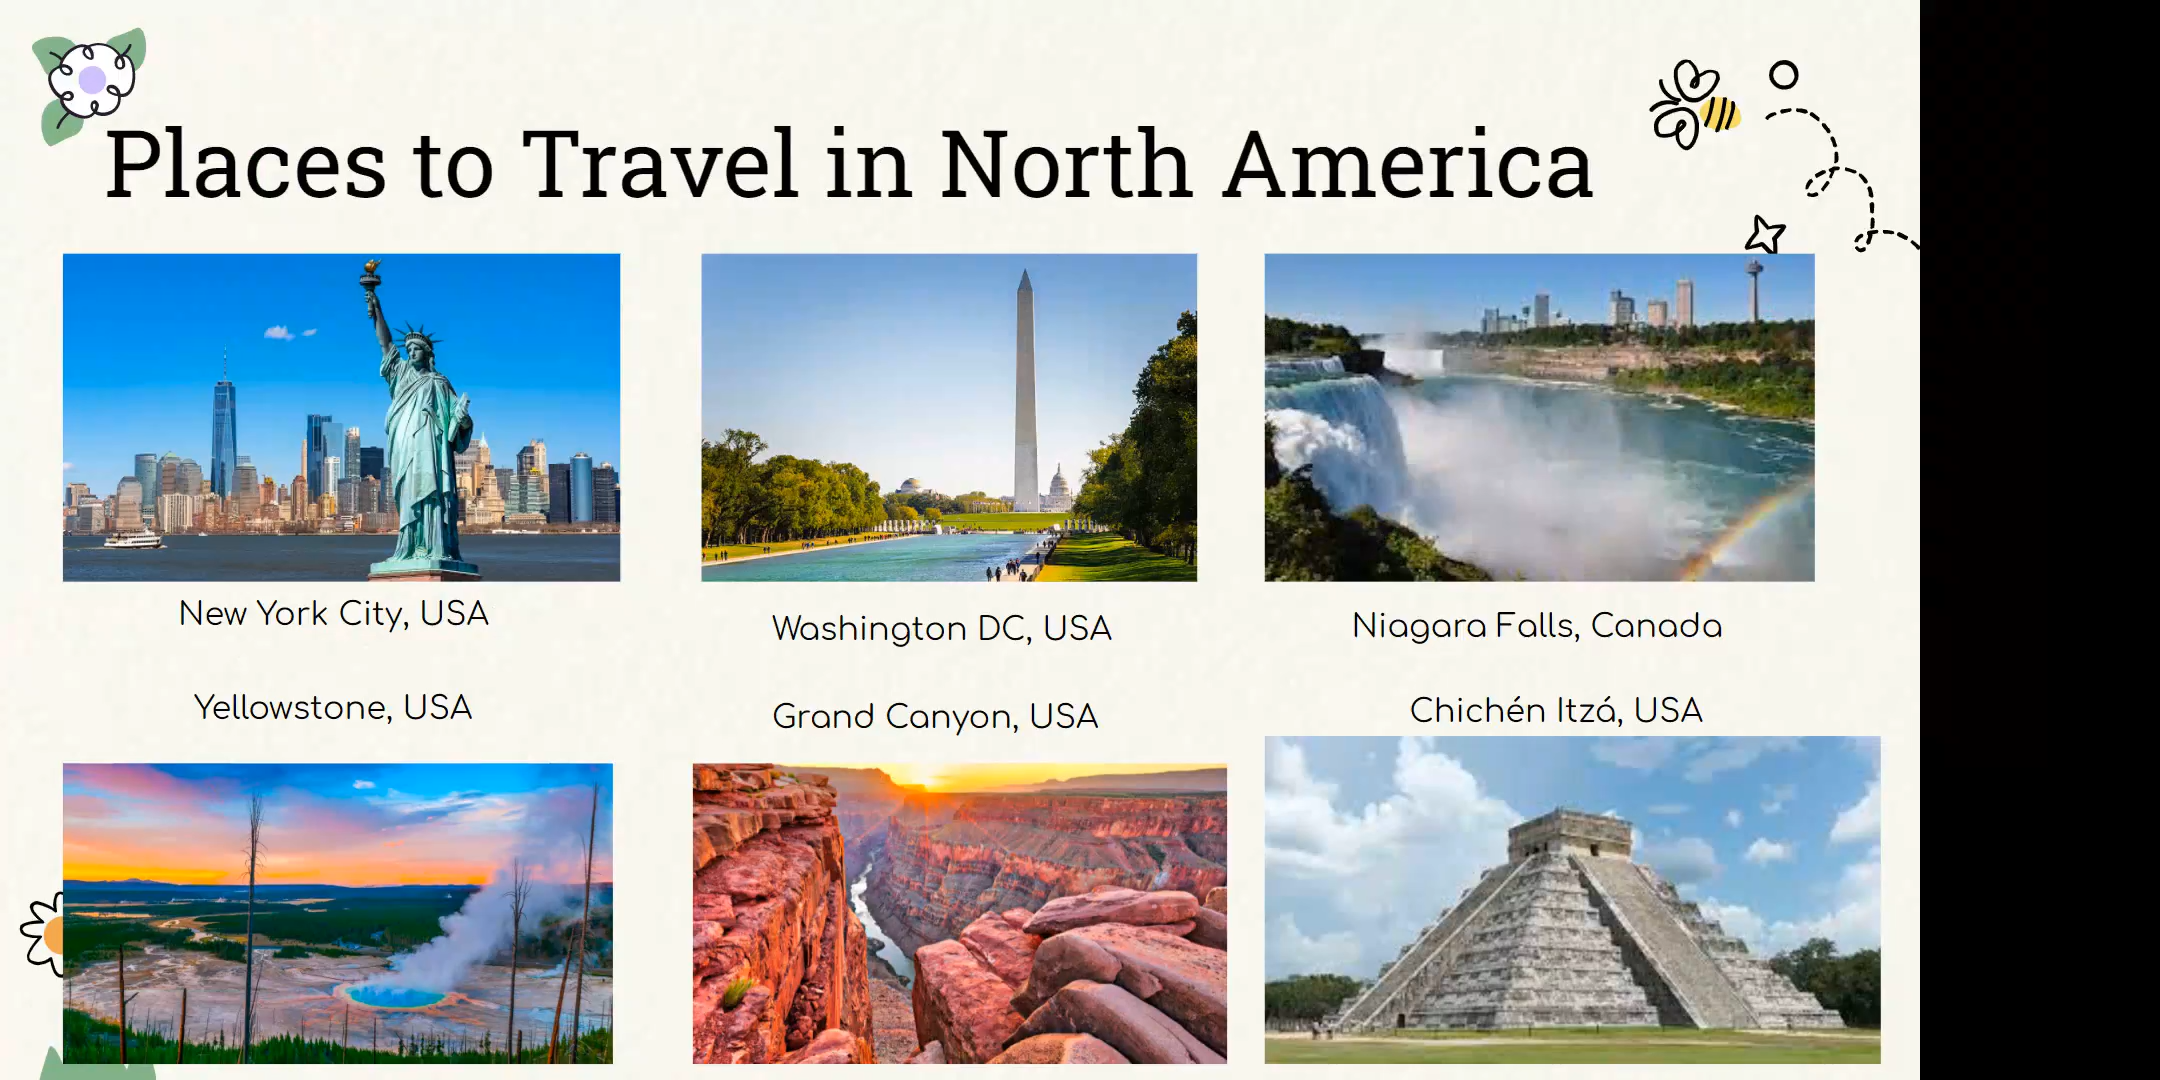 Places to Travel in North America
New York City, USA
Washington DC, USA
Niagara Falls, Canada
Yellowstone, USA
Grand Canyon, USA
Chichén Itzá, USA